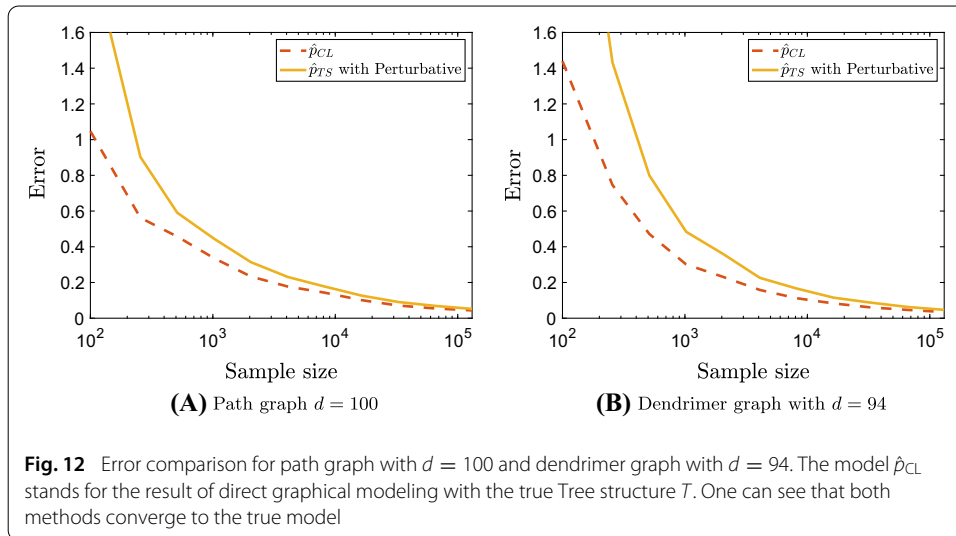 1.6
1.4
1.2
1
0.8
0.6
0.4
0.2
0
Error
10^2
10^3
10^4
10^5
Sample size
p̂_CL
p̂_TS with Perturbative
(A) Path graph d = 100
1.6
1.4
1.2
1
0.8
0.6
0.4
0.2
0
Error
10^2
10^3
10^4
10^5
Sample size
p̂_CL
p̂_TS with Perturbative
(B) Dendrimer graph with d = 94
Fig. 12 Error comparison for path graph with d = 100 and dendrimer graph with d = 94. The model p̂_CL
stands for the result of direct graphical modeling with the true Tree structure T. One can see that both
methods converge to the true model